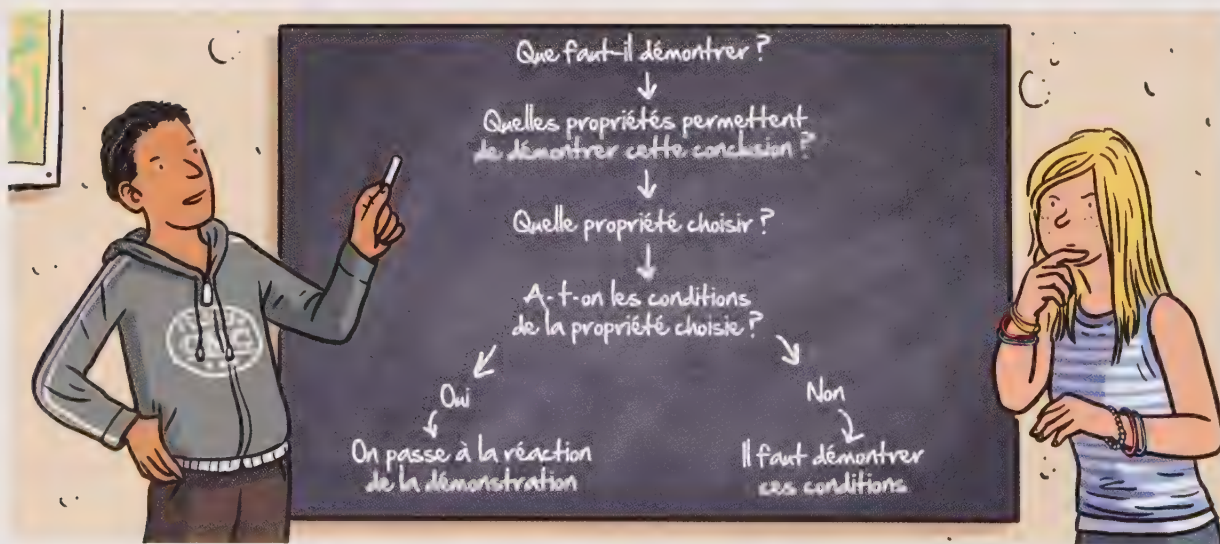 Que faut-il démontrer ?
Quelles propriétés permettent
de démontrer cette conclusion ?
Quelle propriété choisir ?
A-t-on les conditions
de la propriété choisie ?
Oui
Non
On passe à la réaction
de la démonstration
Il faut démontrer
ces conditions